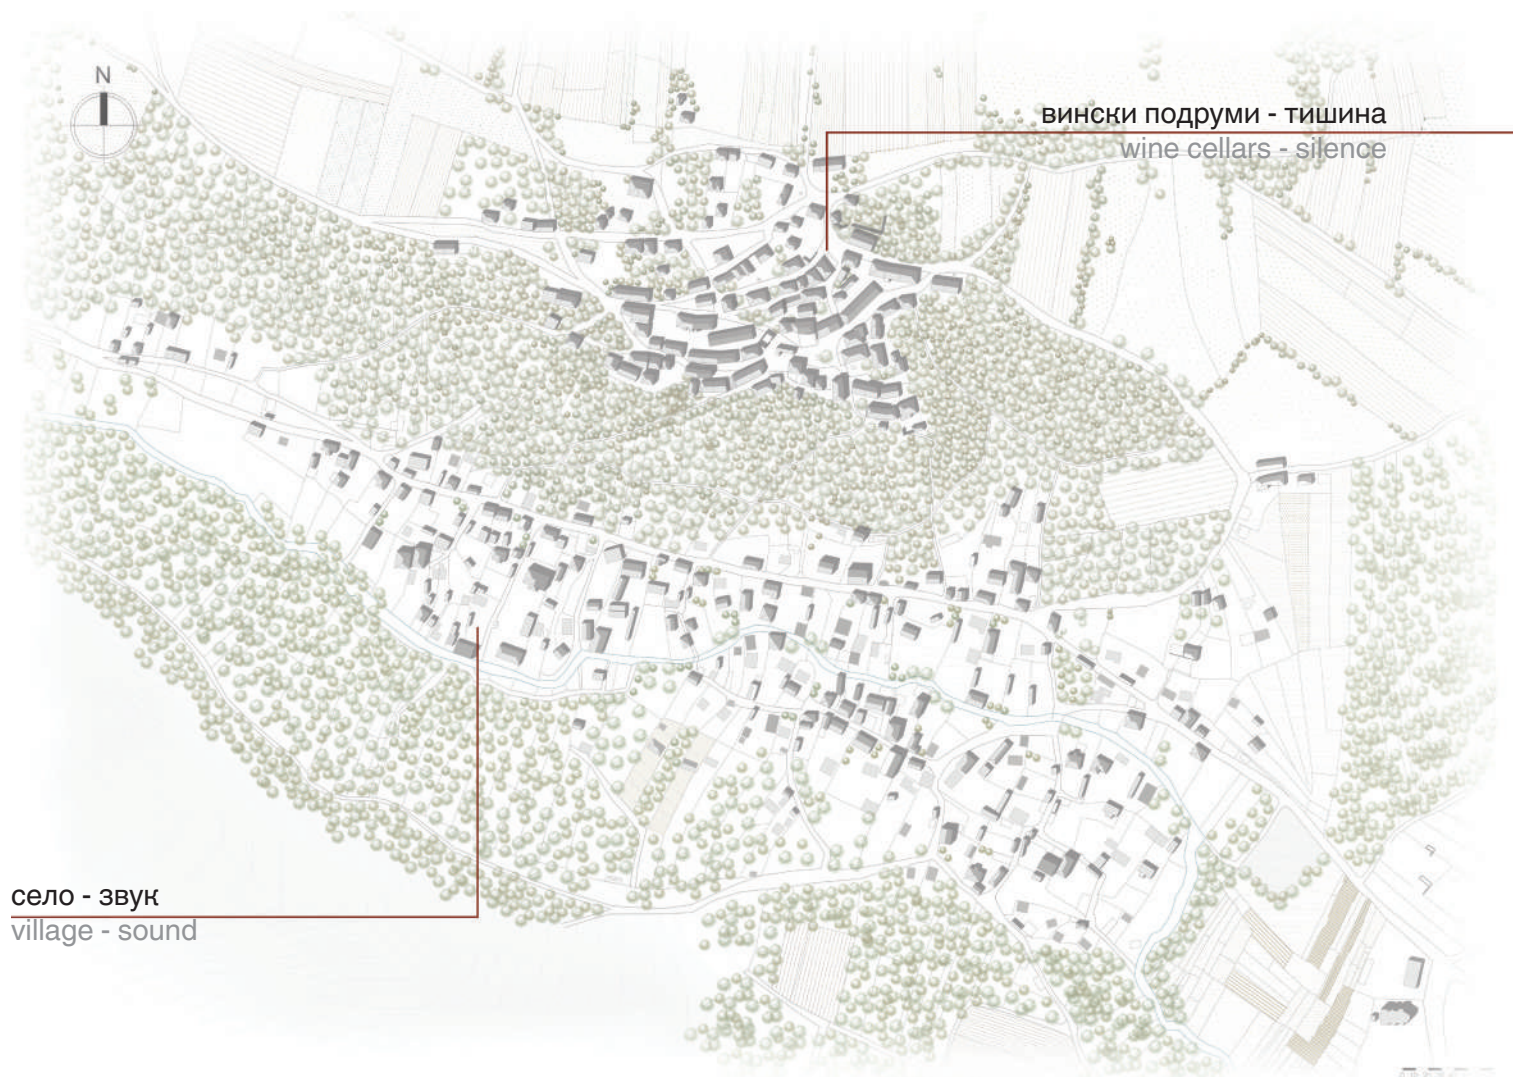 N
вински подруми - тишина
wine cellars - silence
село - звук
village - sound